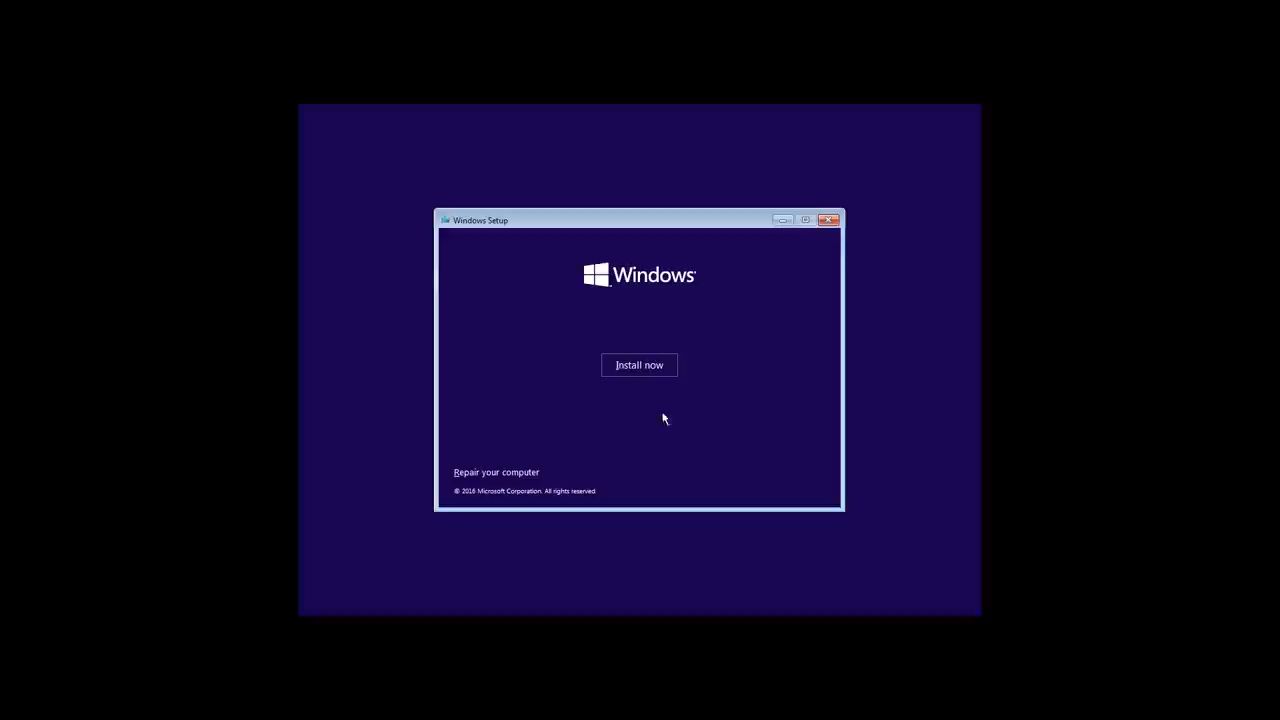 Windows Setup
Windows
Install now
Repair your computer
© 2016 Microsoft Corporation. All rights reserved.